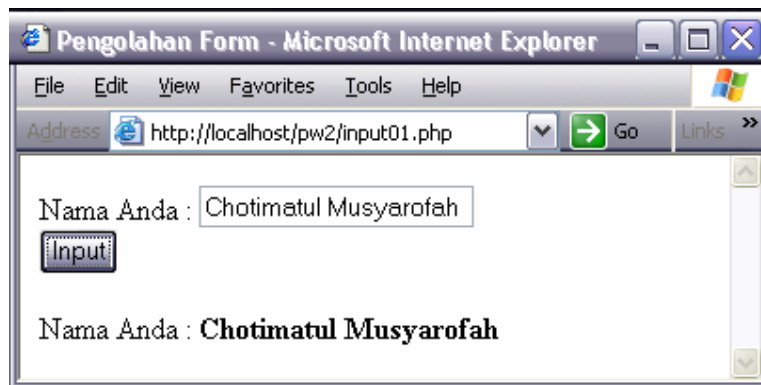 Pengolahan Form - Microsoft Internet Explorer
File Edit View Favorites Tools Help
Address http://localhost/pw2/input01.php Go Links »
Nama Anda : Chotimatul Musyarofah
Input
Nama Anda : Chotimatul Musyarofah